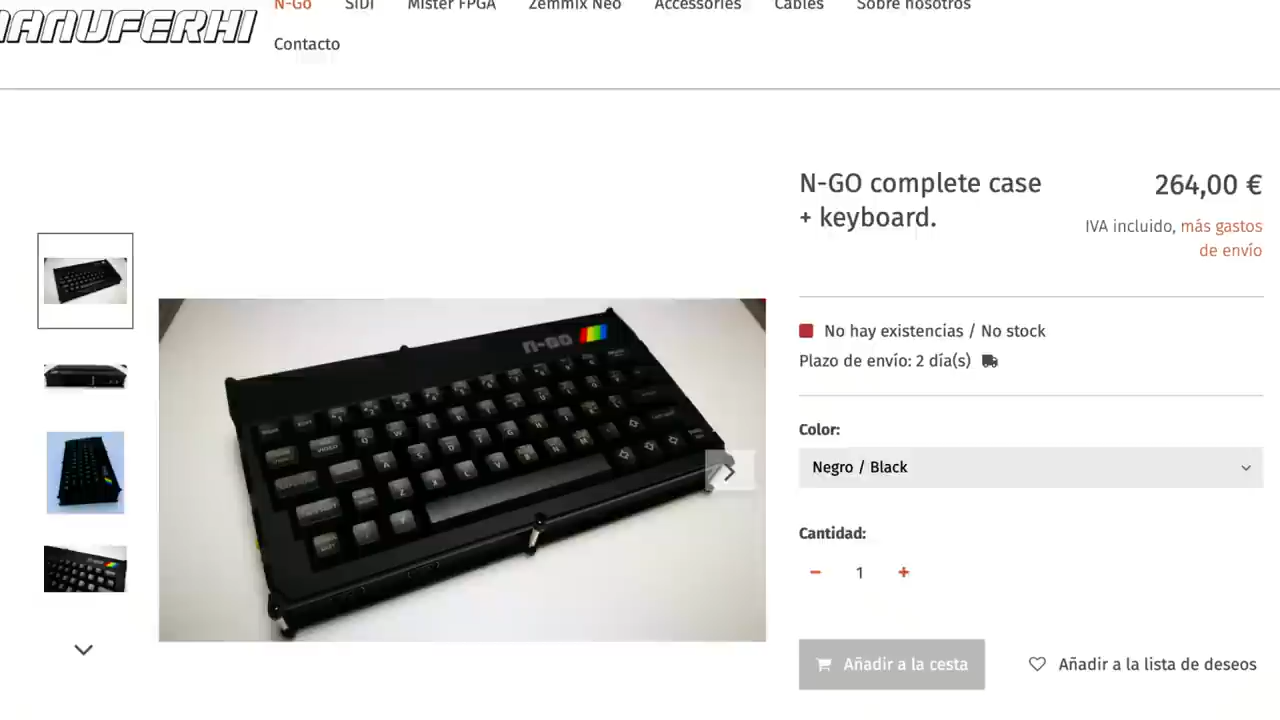 MANUFERHI
N-Go
SiDi
Mister FPGA
Zemmix Neo
Accessories
Cables
Sobre nosotros
Contacto
N-GO complete case
+ keyboard.
264,00 €
IVA incluido, más gastos
de envío
No hay existencias / No stock
Plazo de envío: 2 día(s)
Color:
Negro / Black
Cantidad:
− 1 +
Añadir a la cesta
Añadir a la lista de deseos
N-GO